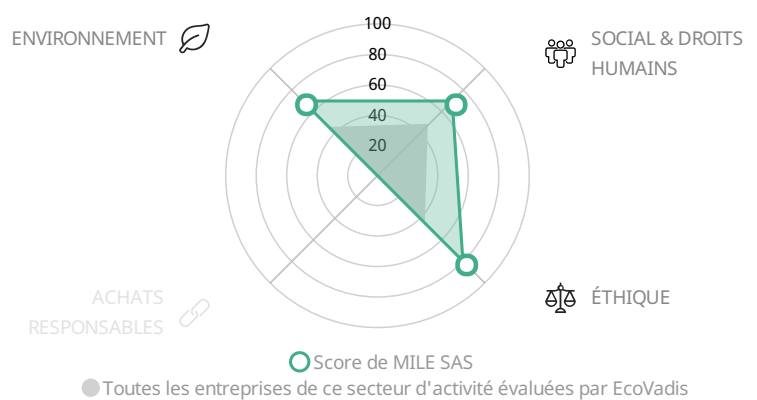 ENVIRONNEMENT
SOCIAL & DROITS
HUMAINS
100
80
60
40
20
ACHATS
RESPONSABLES
ÉTHIQUE
Score de MILE SAS
Toutes les entreprises de ce secteur d'activité évaluées par EcoVadis